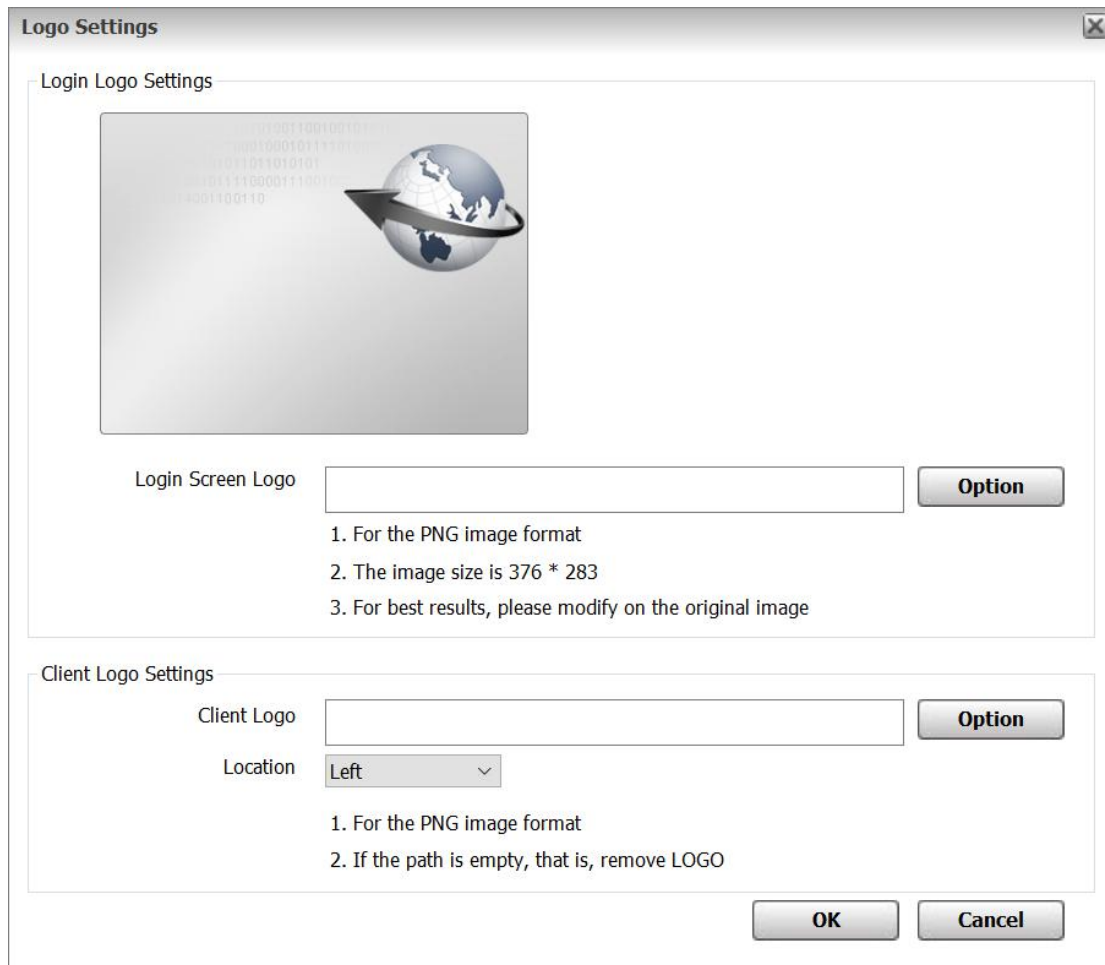 Logo Settings
Login Logo Settings
1011011010101
4001100110
Login Screen Logo
Option
1. For the PNG image format
2. The image size is 376 * 283
3. For best results, please modify on the original image
Client Logo Settings
Client Logo
Option
Location
Left
1. For the PNG image format
2. If the path is empty, that is, remove LOGO
OK
Cancel